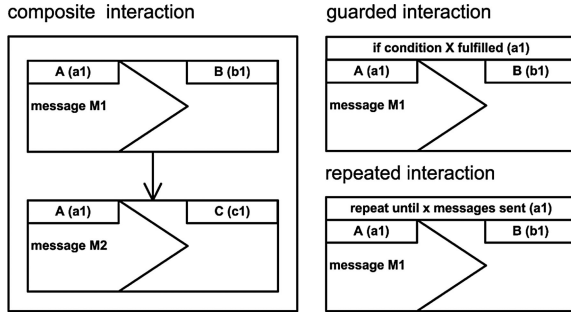 composite interaction
A (a1)
B (b1)
message M1
A (a1)
C (c1)
message M2
guarded interaction
if condition X fulfilled (a1)
A (a1)
B (b1)
message M1
repeated interaction
repeat until x messages sent (a1)
A (a1)
B (b1)
message M1